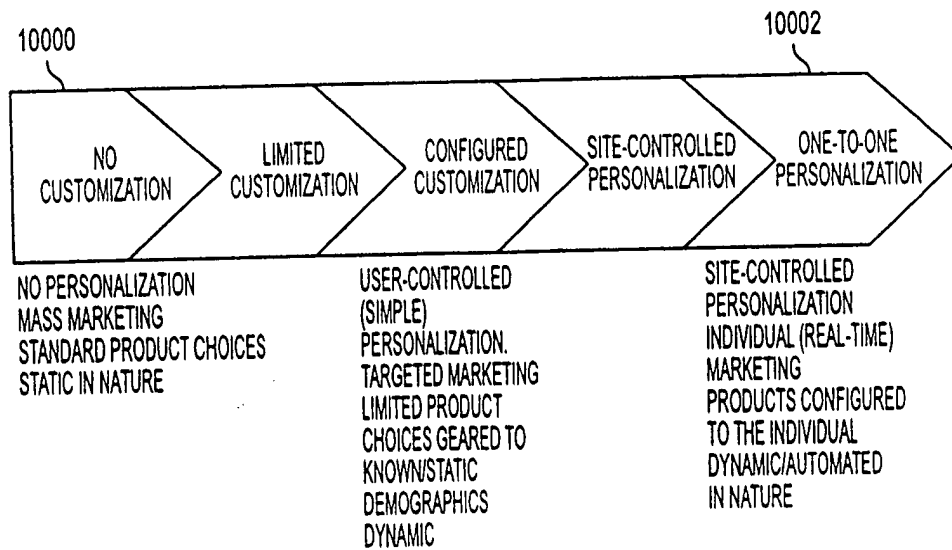 10000
10002
NO
CUSTOMIZATION
LIMITED
CUSTOMIZATION
CONFIGURED
CUSTOMIZATION
SITE-CONTROLLED
PERSONALIZATION
ONE-TO-ONE
PERSONALIZATION
NO PERSONALIZATION
MASS MARKETING
STANDARD PRODUCT CHOICES
STATIC IN NATURE
USER-CONTROLLED
(SIMPLE)
PERSONALIZATION.
TARGETED MARKETING
LIMITED PRODUCT
CHOICES GEARED TO
KNOWN/STATIC
DEMOGRAPHICS
DYNAMIC
SITE-CONTROLLED
PERSONALIZATION
INDIVIDUAL (REAL-TIME)
MARKETING
PRODUCTS CONFIGURED
TO THE INDIVIDUAL
DYNAMIC/AUTOMATED
IN NATURE